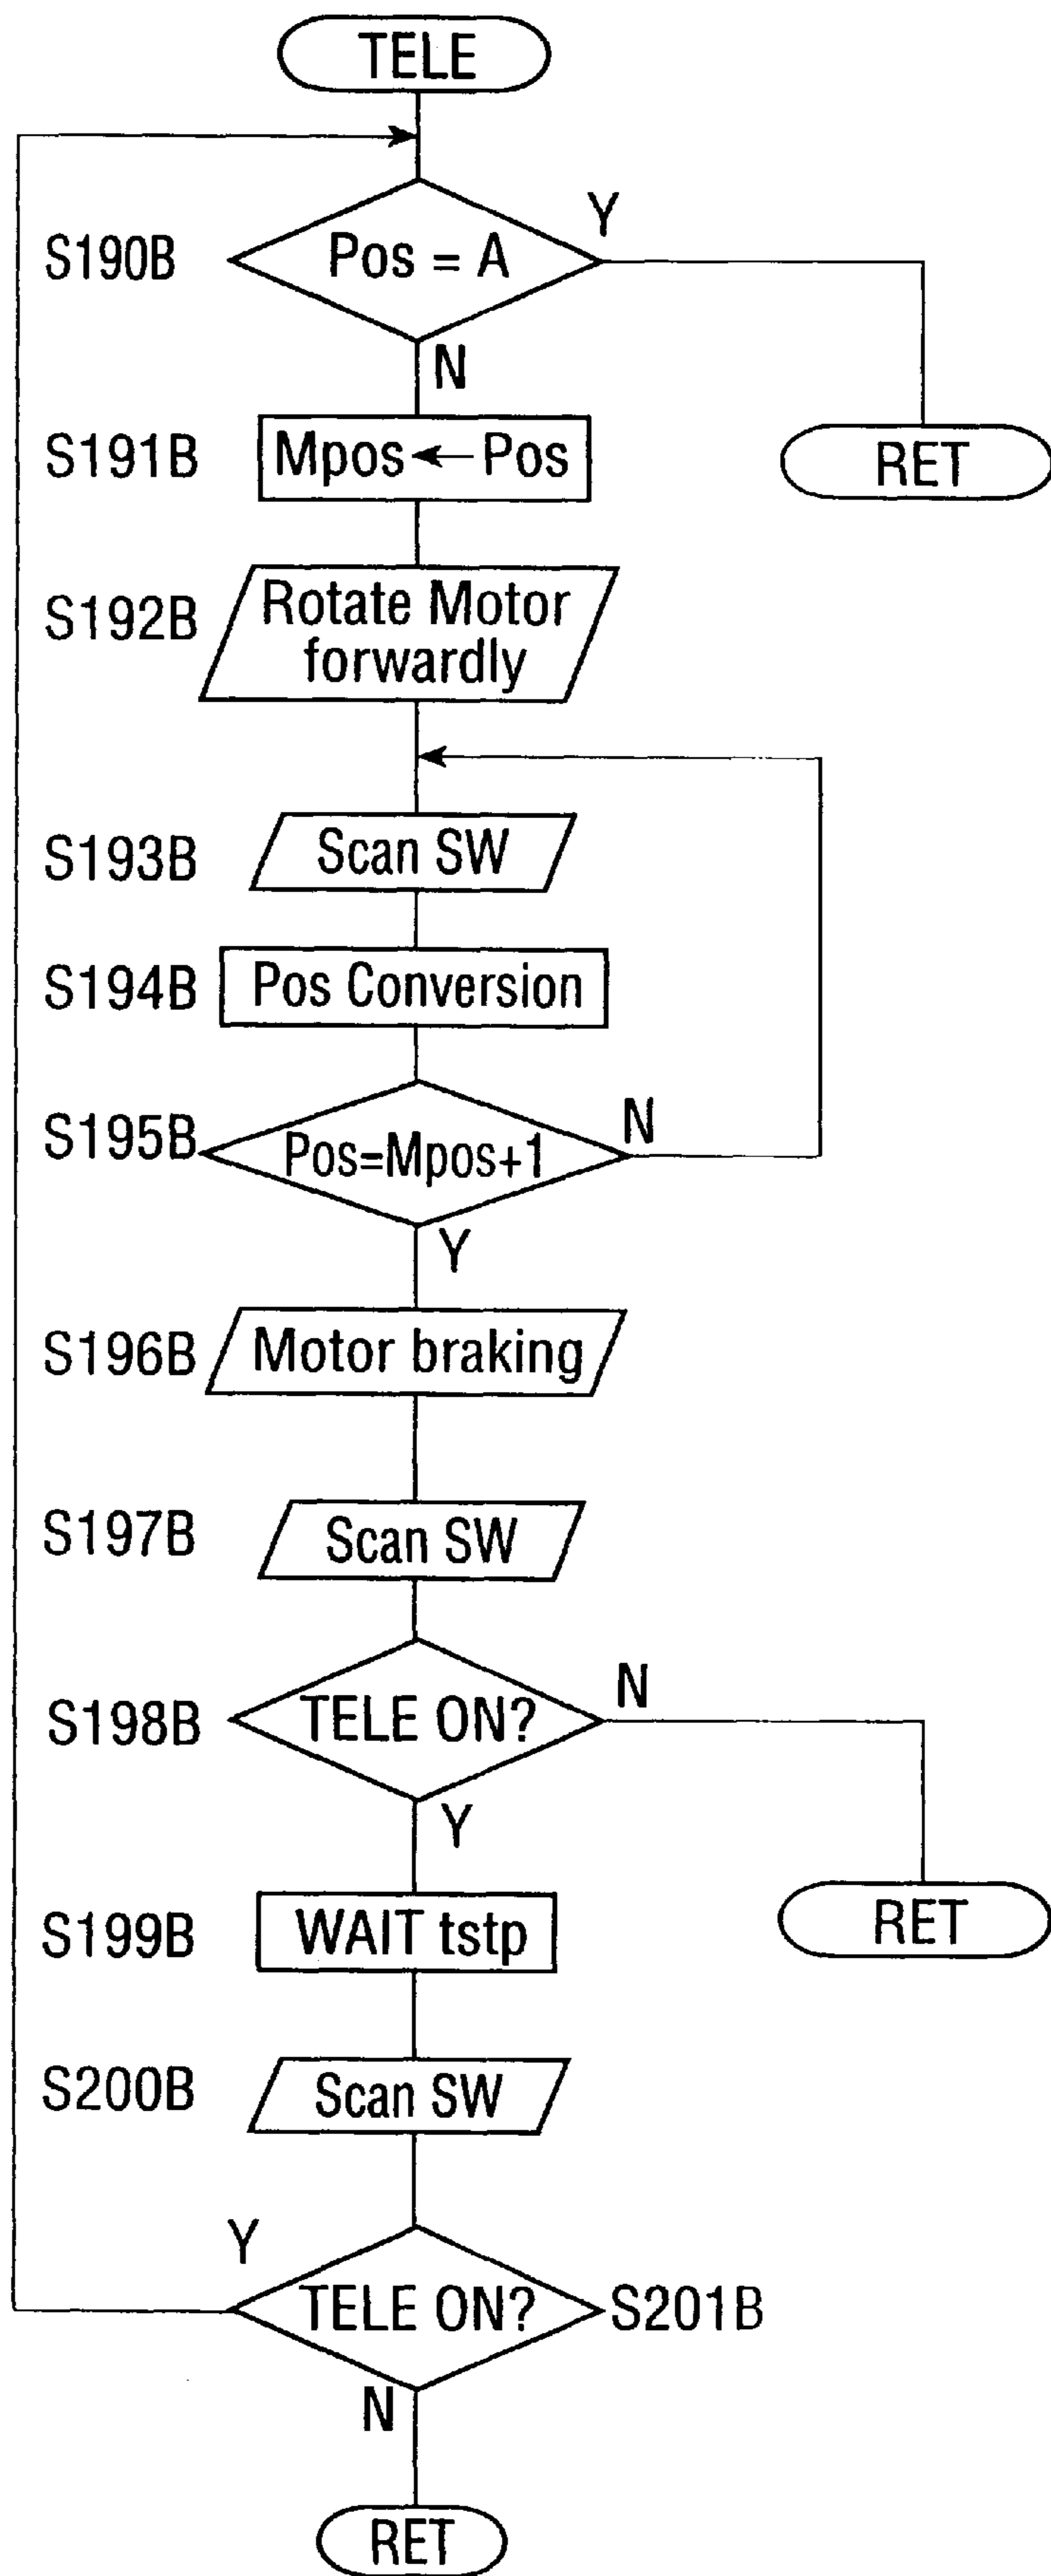 TELE
Y
S190B
Pos = A
N
S191B
Mpos ← Pos
RET
S192B
Rotate Motor
forwardly
S193B
Scan SW
S194B
Pos Conversion
S195B
Pos=Mpos+1
N
Y
S196B
Motor braking
S197B
Scan SW
S198B
TELE ON?
N
Y
S199B
WAIT tstp
RET
S200B
Scan SW
Y
TELE ON?
S201B
N
RET